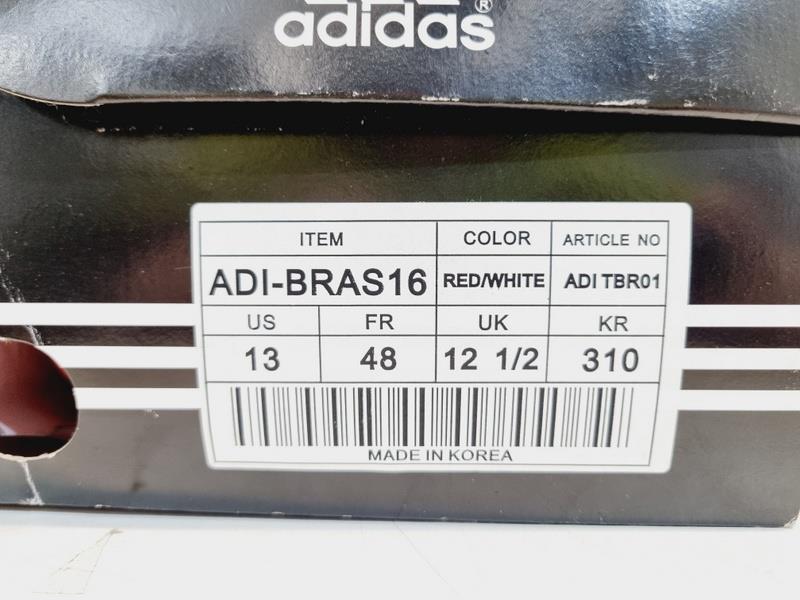 adidas®
ITEM COLOR ARTICLE NO
ADI-BRAS16 RED/WHITE ADI TBR01
US FR UK KR
13 48 12 1/2 310
MADE IN KOREA